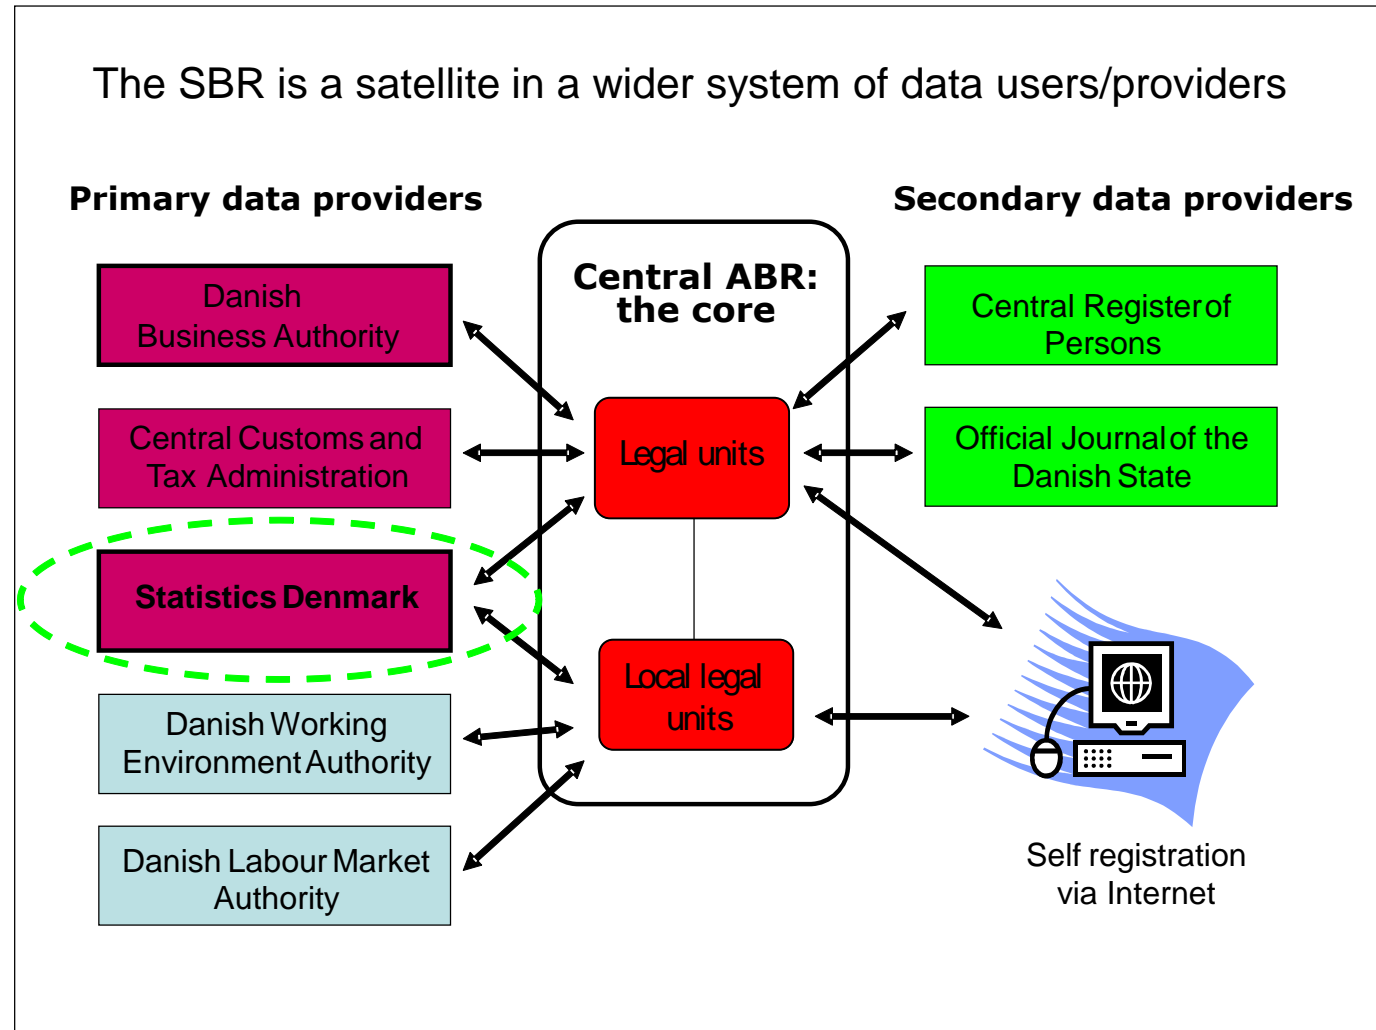 The SBR is a satellite in a wider system of data users/providers
Primary data providers
Secondary data providers
Central ABR:
the core
Danish
Business Authority
Central Customs and
Tax Administration
Statistics Denmark
Danish Working
Environment Authority
Danish Labour Market
Authority
Legal units
Local legal
units
Central Register of
Persons
Official Journal of the
Danish State
Self registration
via Internet